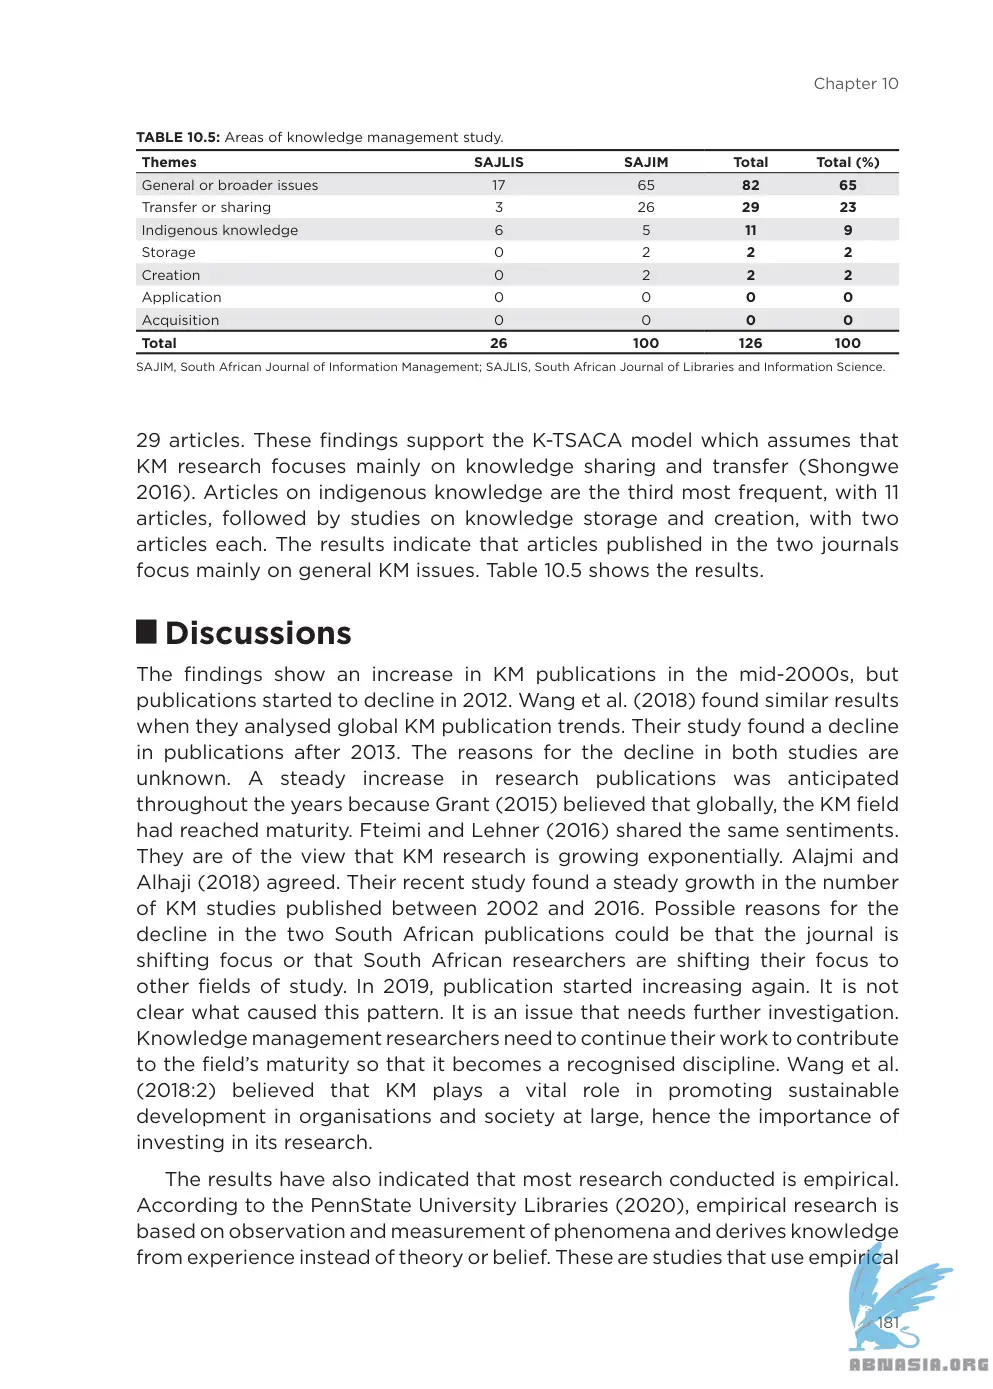 Chapter 10
TABLE 10.5: Areas of knowledge management study.
Themes SAJLIS SAJIM Total Total (%)
General or broader issues 17 65 82 65
Transfer or sharing 3 26 29 23
Indigenous knowledge 6 5 11 9
Storage 0 2 2 2
Creation 0 2 2 2
Application 0 0 0 0
Acquisition 0 0 0 0
Total 26 100 126 100
SAJIM, South African Journal of Information Management; SAJLIS, South African Journal of Libraries and Information Science.
29 articles. These findings support the K-TSACA model which assumes that
KM research focuses mainly on knowledge sharing and transfer (Shongwe
2016). Articles on indigenous knowledge are the third most frequent, with 11
articles, followed by studies on knowledge storage and creation, with two
articles each. The results indicate that articles published in the two journals
focus mainly on general KM issues. Table 10.5 shows the results.
Discussions
The findings show an increase in KM publications in the mid-2000s, but
publications started to decline in 2012. Wang et al. (2018) found similar results
when they analysed global KM publication trends. Their study found a decline
in publications after 2013. The reasons for the decline in both studies are
unknown. A steady increase in research publications was anticipated
throughout the years because Grant (2015) believed that globally, the KM field
had reached maturity. Fteimi and Lehner (2016) shared the same sentiments.
They are of the view that KM research is growing exponentially. Alajmi and
Alhaji (2018) agreed. Their recent study found a steady growth in the number
of KM studies published between 2002 and 2016. Possible reasons for the
decline in the two South African publications could be that the journal is
shifting focus or that South African researchers are shifting their focus to
other fields of study. In 2019, publication started increasing again. It is not
clear what caused this pattern. It is an issue that needs further investigation.
Knowledge management researchers need to continue their work to contribute
to the field’s maturity so that it becomes a recognised discipline. Wang et al.
(2018:2) believed that KM plays a vital role in promoting sustainable
development in organisations and society at large, hence the importance of
investing in its research.
The results have also indicated that most research conducted is empirical.
According to the PennState University Libraries (2020), empirical research is
based on observation and measurement of phenomena and derives knowledge
from experience instead of theory or belief. These are studies that use empirical
181
ABNASIA.ORG